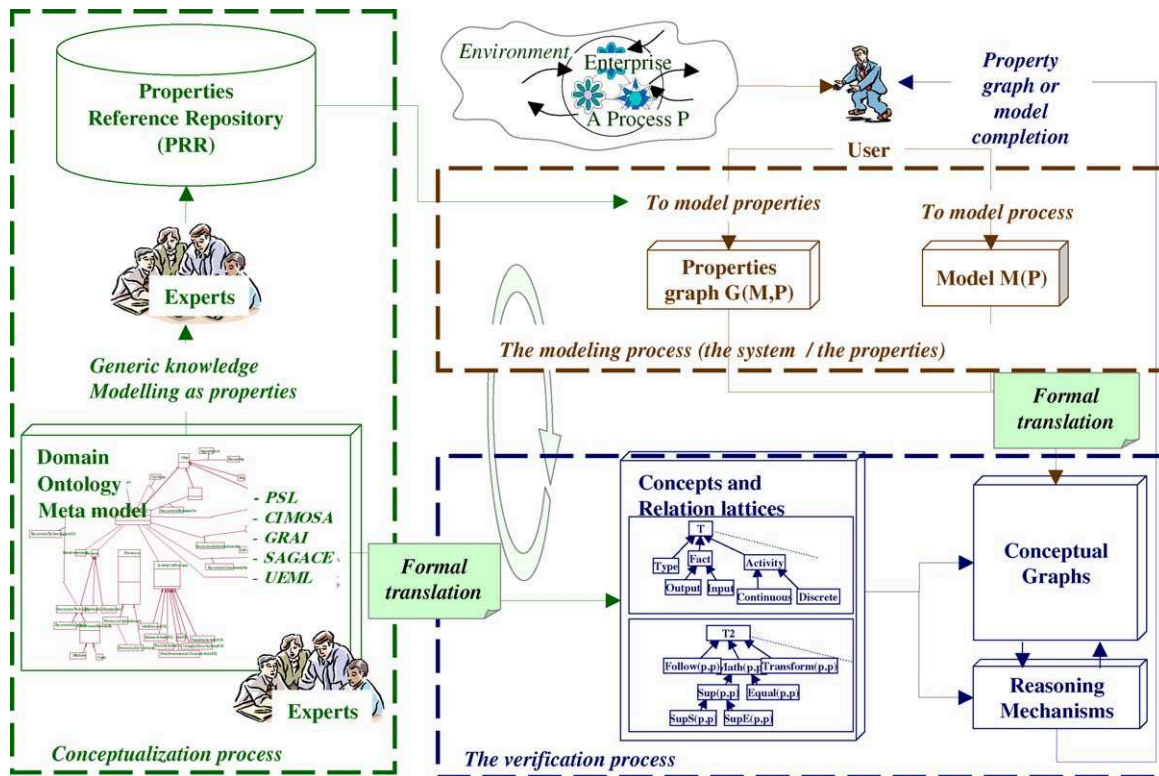 Properties
Reference Repository
(PRR)
Experts
Generic knowledge
Modelling as properties
Domain
Ontology
Meta model
- PSL
- CIMOSA
- GRAI
- SAGACE
- UEML
Experts
Conceptualization process
Environment
Enterprise
A Process P
User
Property
graph or
model
completion
To model properties
To model process
Properties
graph G(M,P)
Model M(P)
The modeling process (the system / the properties)
Formal
translation
Formal
translation
Concepts and
Relation lattices
T
Type
Fact
Activity
Output
Input
Continuous
Discrete
T2
Follow(p,p)
Math(p,p)
Transform(p,p)
Sup(p,p)
Equal(p,p)
SupS(p,p)
SupE(p,p)
Conceptual
Graphs
Reasoning
Mechanisms
The verification process